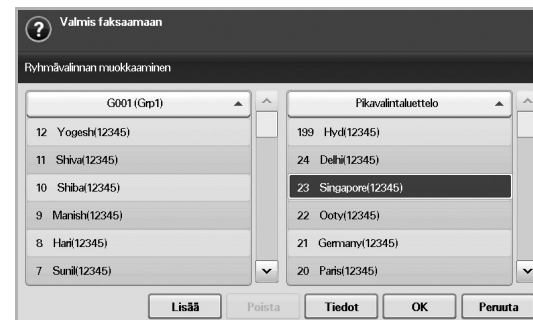 Valmis faksaamaan
Ryhmävalinnan muokkaaminen
G001 (Grp1)
12 Yogesh(12345)
11 Shiva(12345)
10 Shiba(12345)
9 Manish(12345)
8 Hari(12345)
7 Sunil(12345)
Pikavalintaluettelo
199 Hyd(12345)
24 Delhi(12345)
23 Singapore(12345)
22 Ooty(12345)
21 Germany(12345)
20 Paris(12345)
Lisää Poista Tiedot OK Peruuta